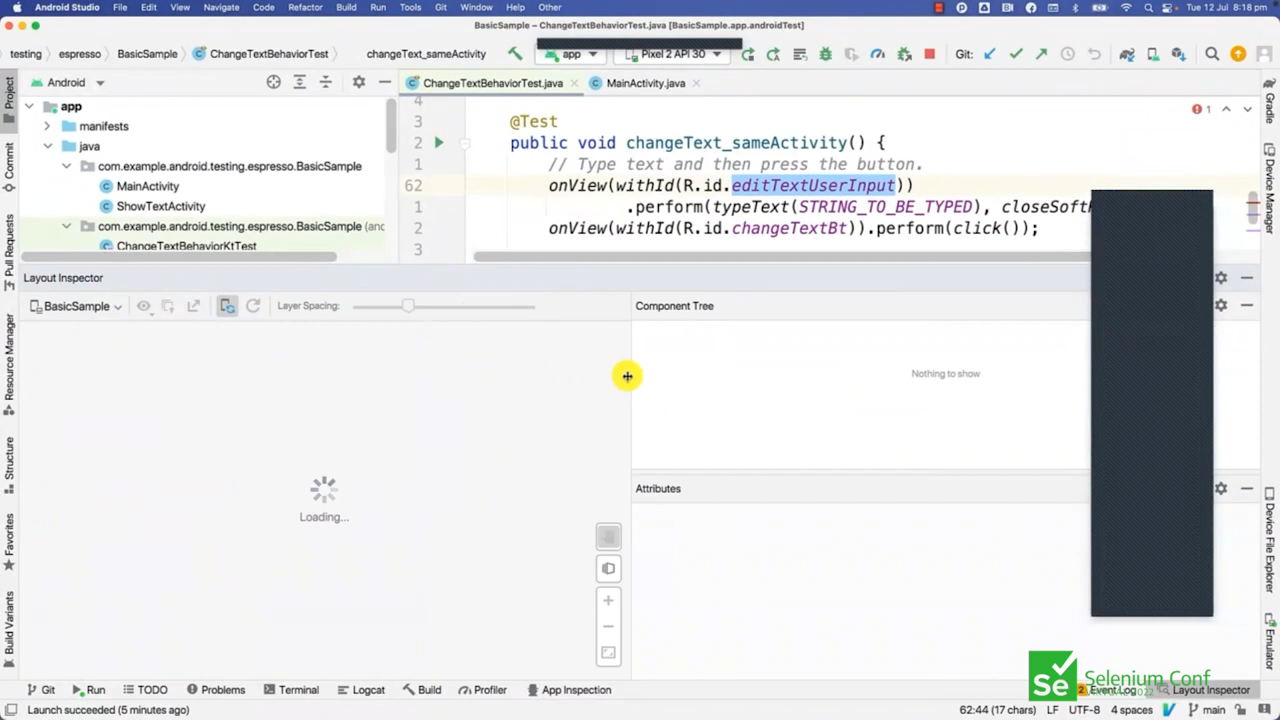 Android Studio File Edit View Navigate Code Refactor Build Run Tools Git Window Help Other Tue 12 Jul 8:18 pm
BasicSample – ChangeTextBehaviorTest.java [BasicSample.app.androidTest]
testing espresso BasicSample ChangeTextBehaviorTest changeText_sameActivity app Pixel 2 API 30 Git:
Android
ChangeTextBehaviorTest.java MainActivity.java
app
manifests
java
com.example.android.testing.espresso.BasicSample
MainActivity
ShowTextActivity
com.example.android.testing.espresso.BasicSample (and
ChangeTextBehaviorKtTest
4
3 @Test
2 public void changeText_sameActivity() {
1 // Type text and then press the button.
62 onView(withId(R.id.editTextUserInput))
1 .perform(typeText(STRING_TO_BE_TYPED), closeSoft
2 onView(withId(R.id.changeTextBt)).perform(click());
3
1
Layout Inspector
BasicSample Layer Spacing:
Component Tree
Nothing to show
Loading...
Attributes
Project
Commit
Pull Requests
Resource Manager
Structure
Favorites
Build Variants
Gradle
Device Manager
Device File Explorer
Emulator
Se Selenium Conf
2022
Git Run TODO Problems Terminal Logcat Build Profiler App Inspection 2 Event Log Layout Inspector
Launch succeeded (5 minutes ago) 62:44 (17 chars) LF UTF-8 4 spaces main